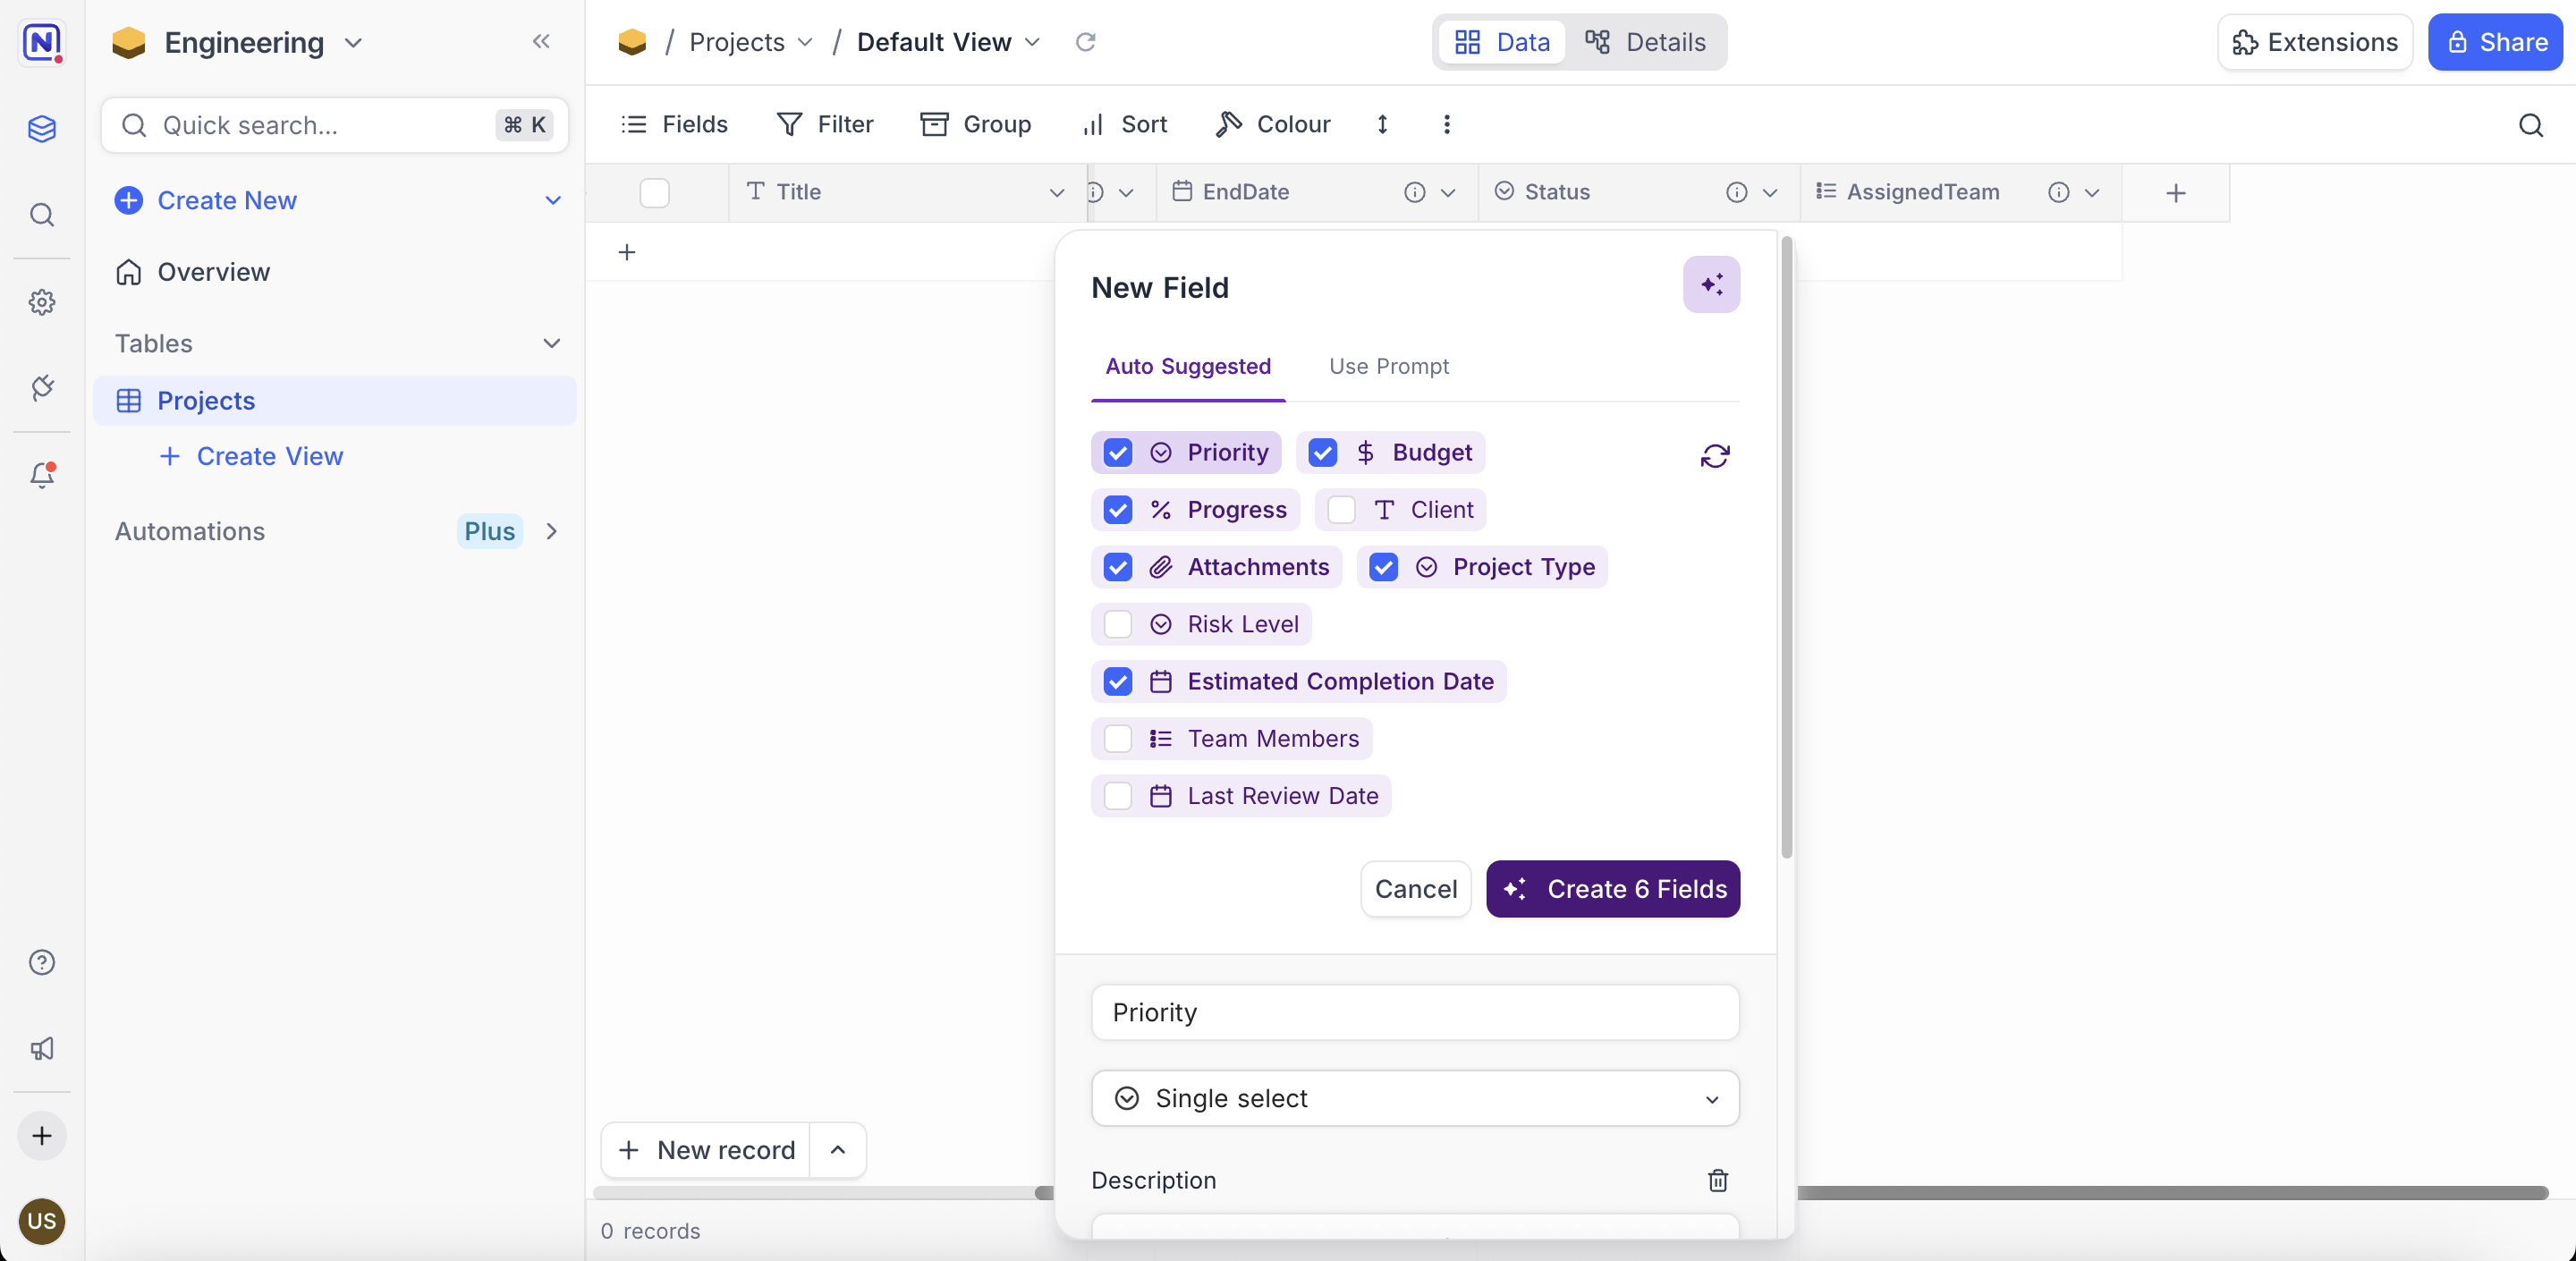 Engineering
Quick search...
⌘ K
Create New
Overview
Tables
Projects
Create View
Automations
Plus
US
/ Projects / Default View
Data
Details
Extensions
Share
Fields
Filter
Group
Sort
Colour
Title
EndDate
Status
AssignedTeam
New Field
Auto Suggested
Use Prompt
Priority
$ Budget
% Progress
Client
Attachments
Project Type
Risk Level
Estimated Completion Date
Team Members
Last Review Date
Cancel
Create 6 Fields
Priority
Single select
Description
New record
0 records